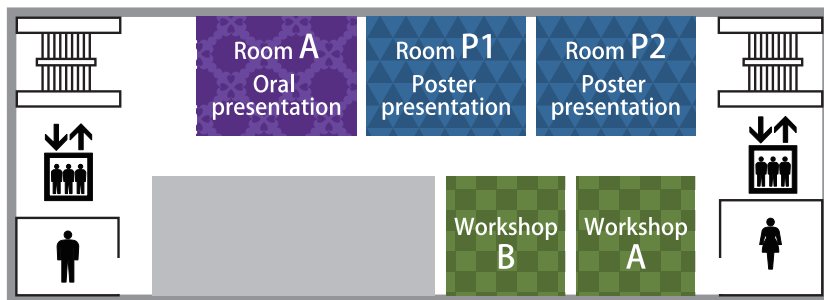 Room A
Oral
presentation
Room P1
Poster
presentation
Room P2
Poster
presentation
Workshop
B
Workshop
A